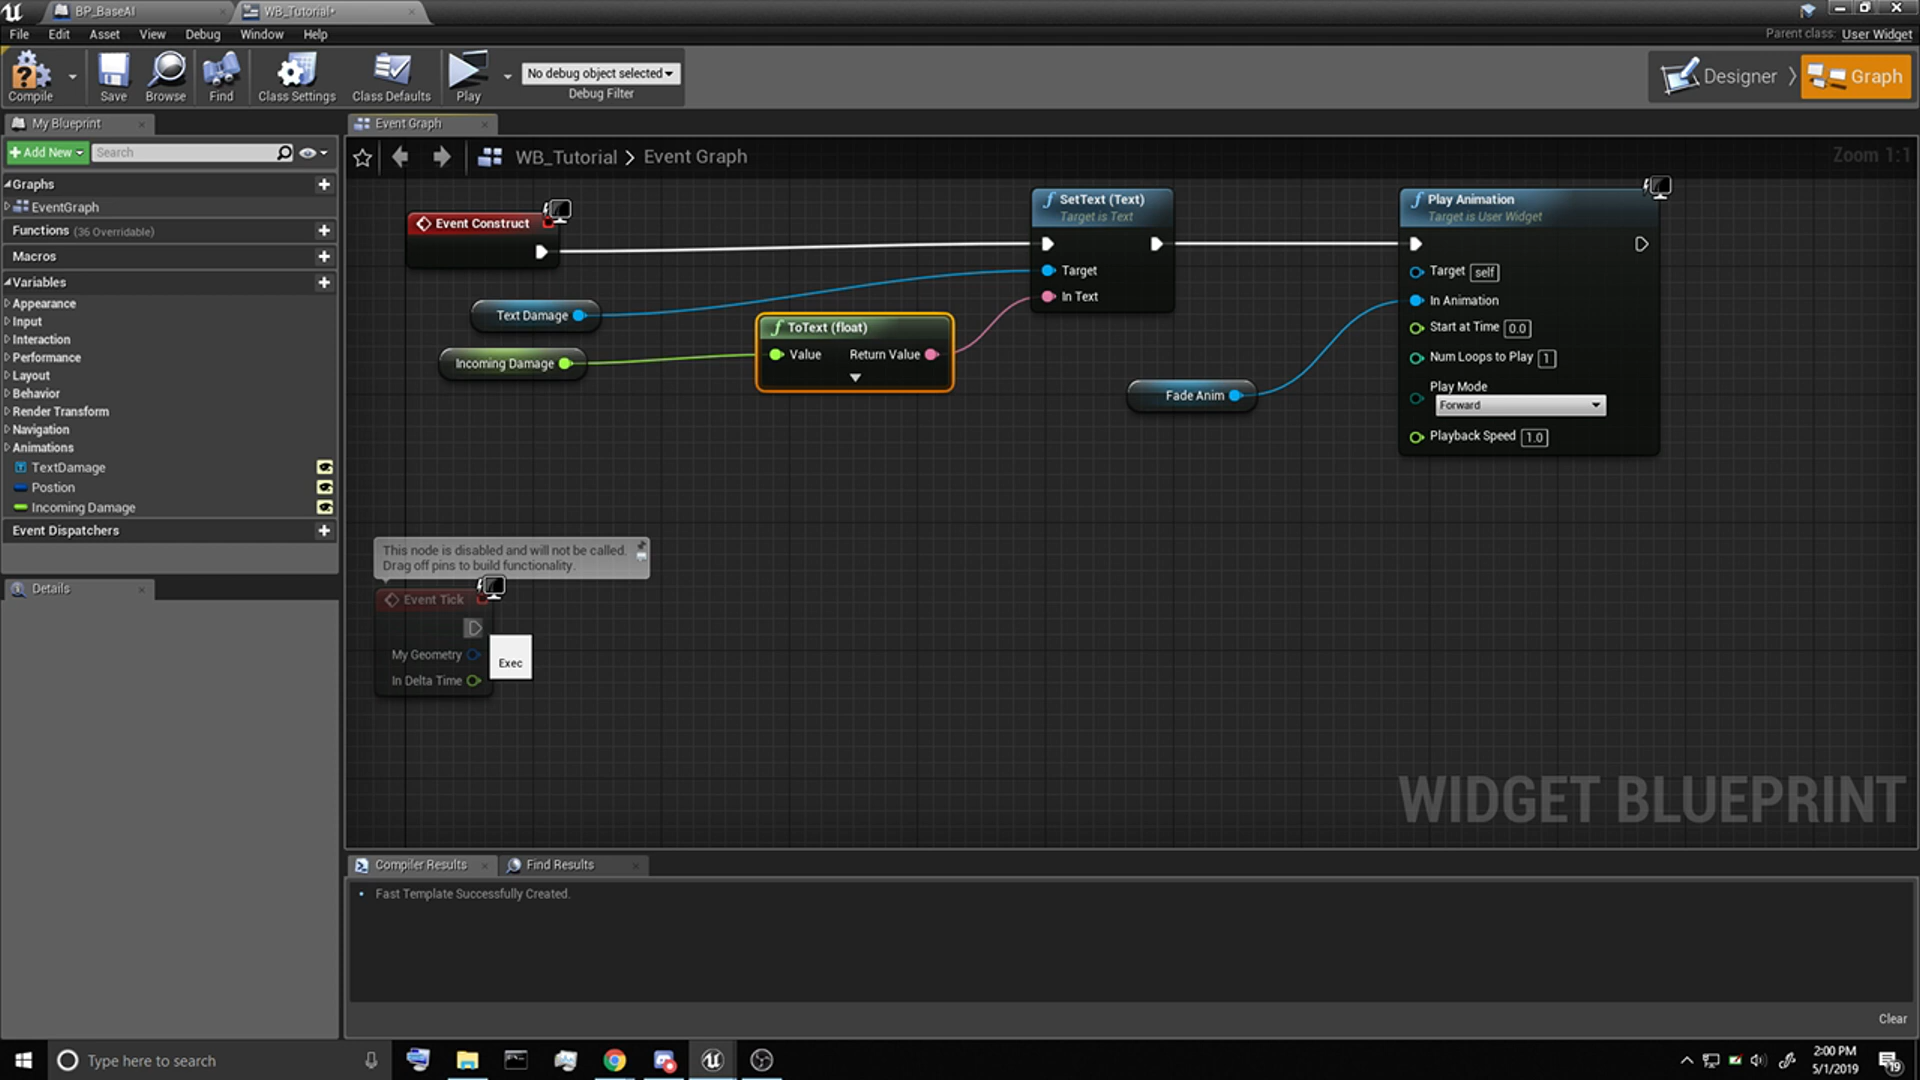 BP_BaseAI
WB_Tutorial*
File Edit Asset View Debug Window Help
Parent class: User Widget
Compile
Save
Browse
Find
Class Settings
Class Defaults
Play
No debug object selected
Debug Filter
Designer
Graph
My Blueprint
Add New
Search
Graphs
EventGraph
Functions (36 Overridable)
Macros
Variables
Appearance
Input
Interaction
Performance
Layout
Behavior
Render Transform
Navigation
Animations
TextDamage
Postion
Incoming Damage
Event Dispatchers
Details
Event Graph
WB_Tutorial > Event Graph
Zoom 1:1
Event Construct
Text Damage
Incoming Damage
ToText (float)
Value
Return Value
SetText (Text)
Target is Text
Target
In Text
Fade Anim
Play Animation
Target is User Widget
Target self
In Animation
Start at Time 0.0
Num Loops to Play 1
Play Mode
Forward
Playback Speed 1.0
This node is disabled and will not be called.
Drag off pins to build functionality.
Event Tick
My Geometry
In Delta Time
Exec
WIDGET BLUEPRINT
Compiler Results
Find Results
Fast Template Successfully Created.
Clear
Type here to search
2:00 PM
5/1/2019
19